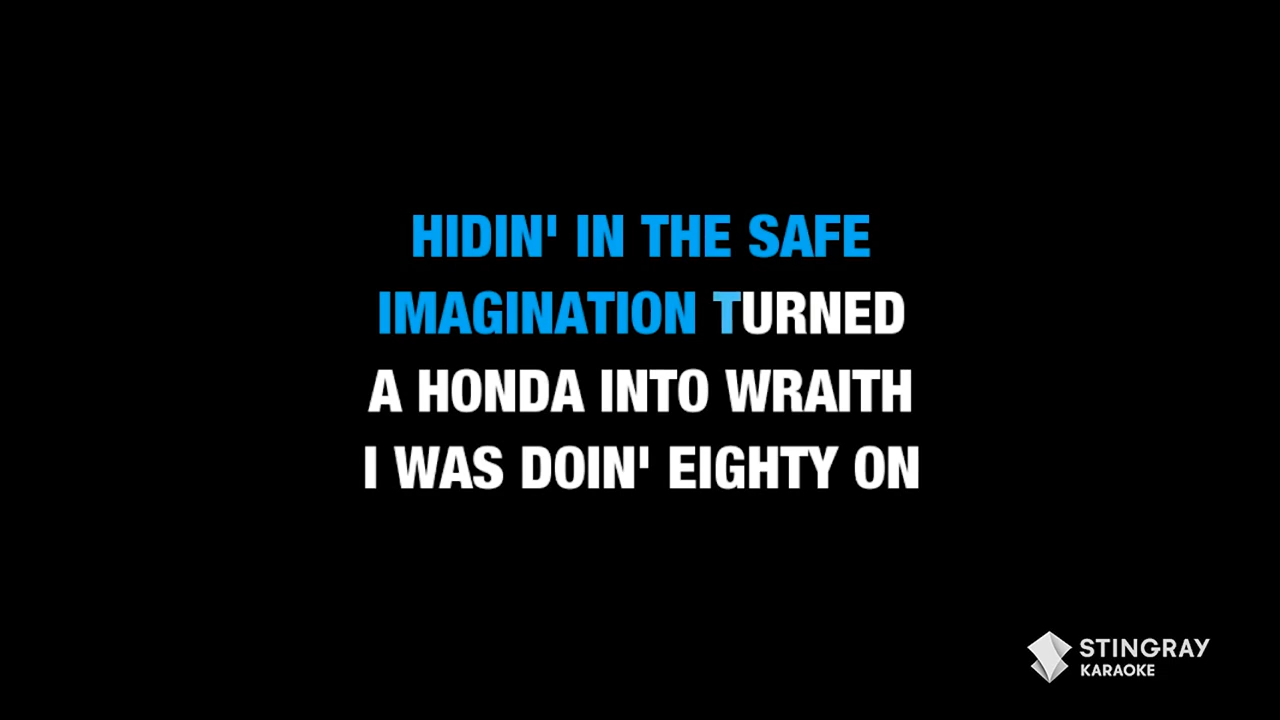 HIDIN' IN THE SAFE
IMAGINATION TURNED
A HONDA INTO WRAITH
I WAS DOIN' EIGHTY ON
STINGRAY
KARAOKE